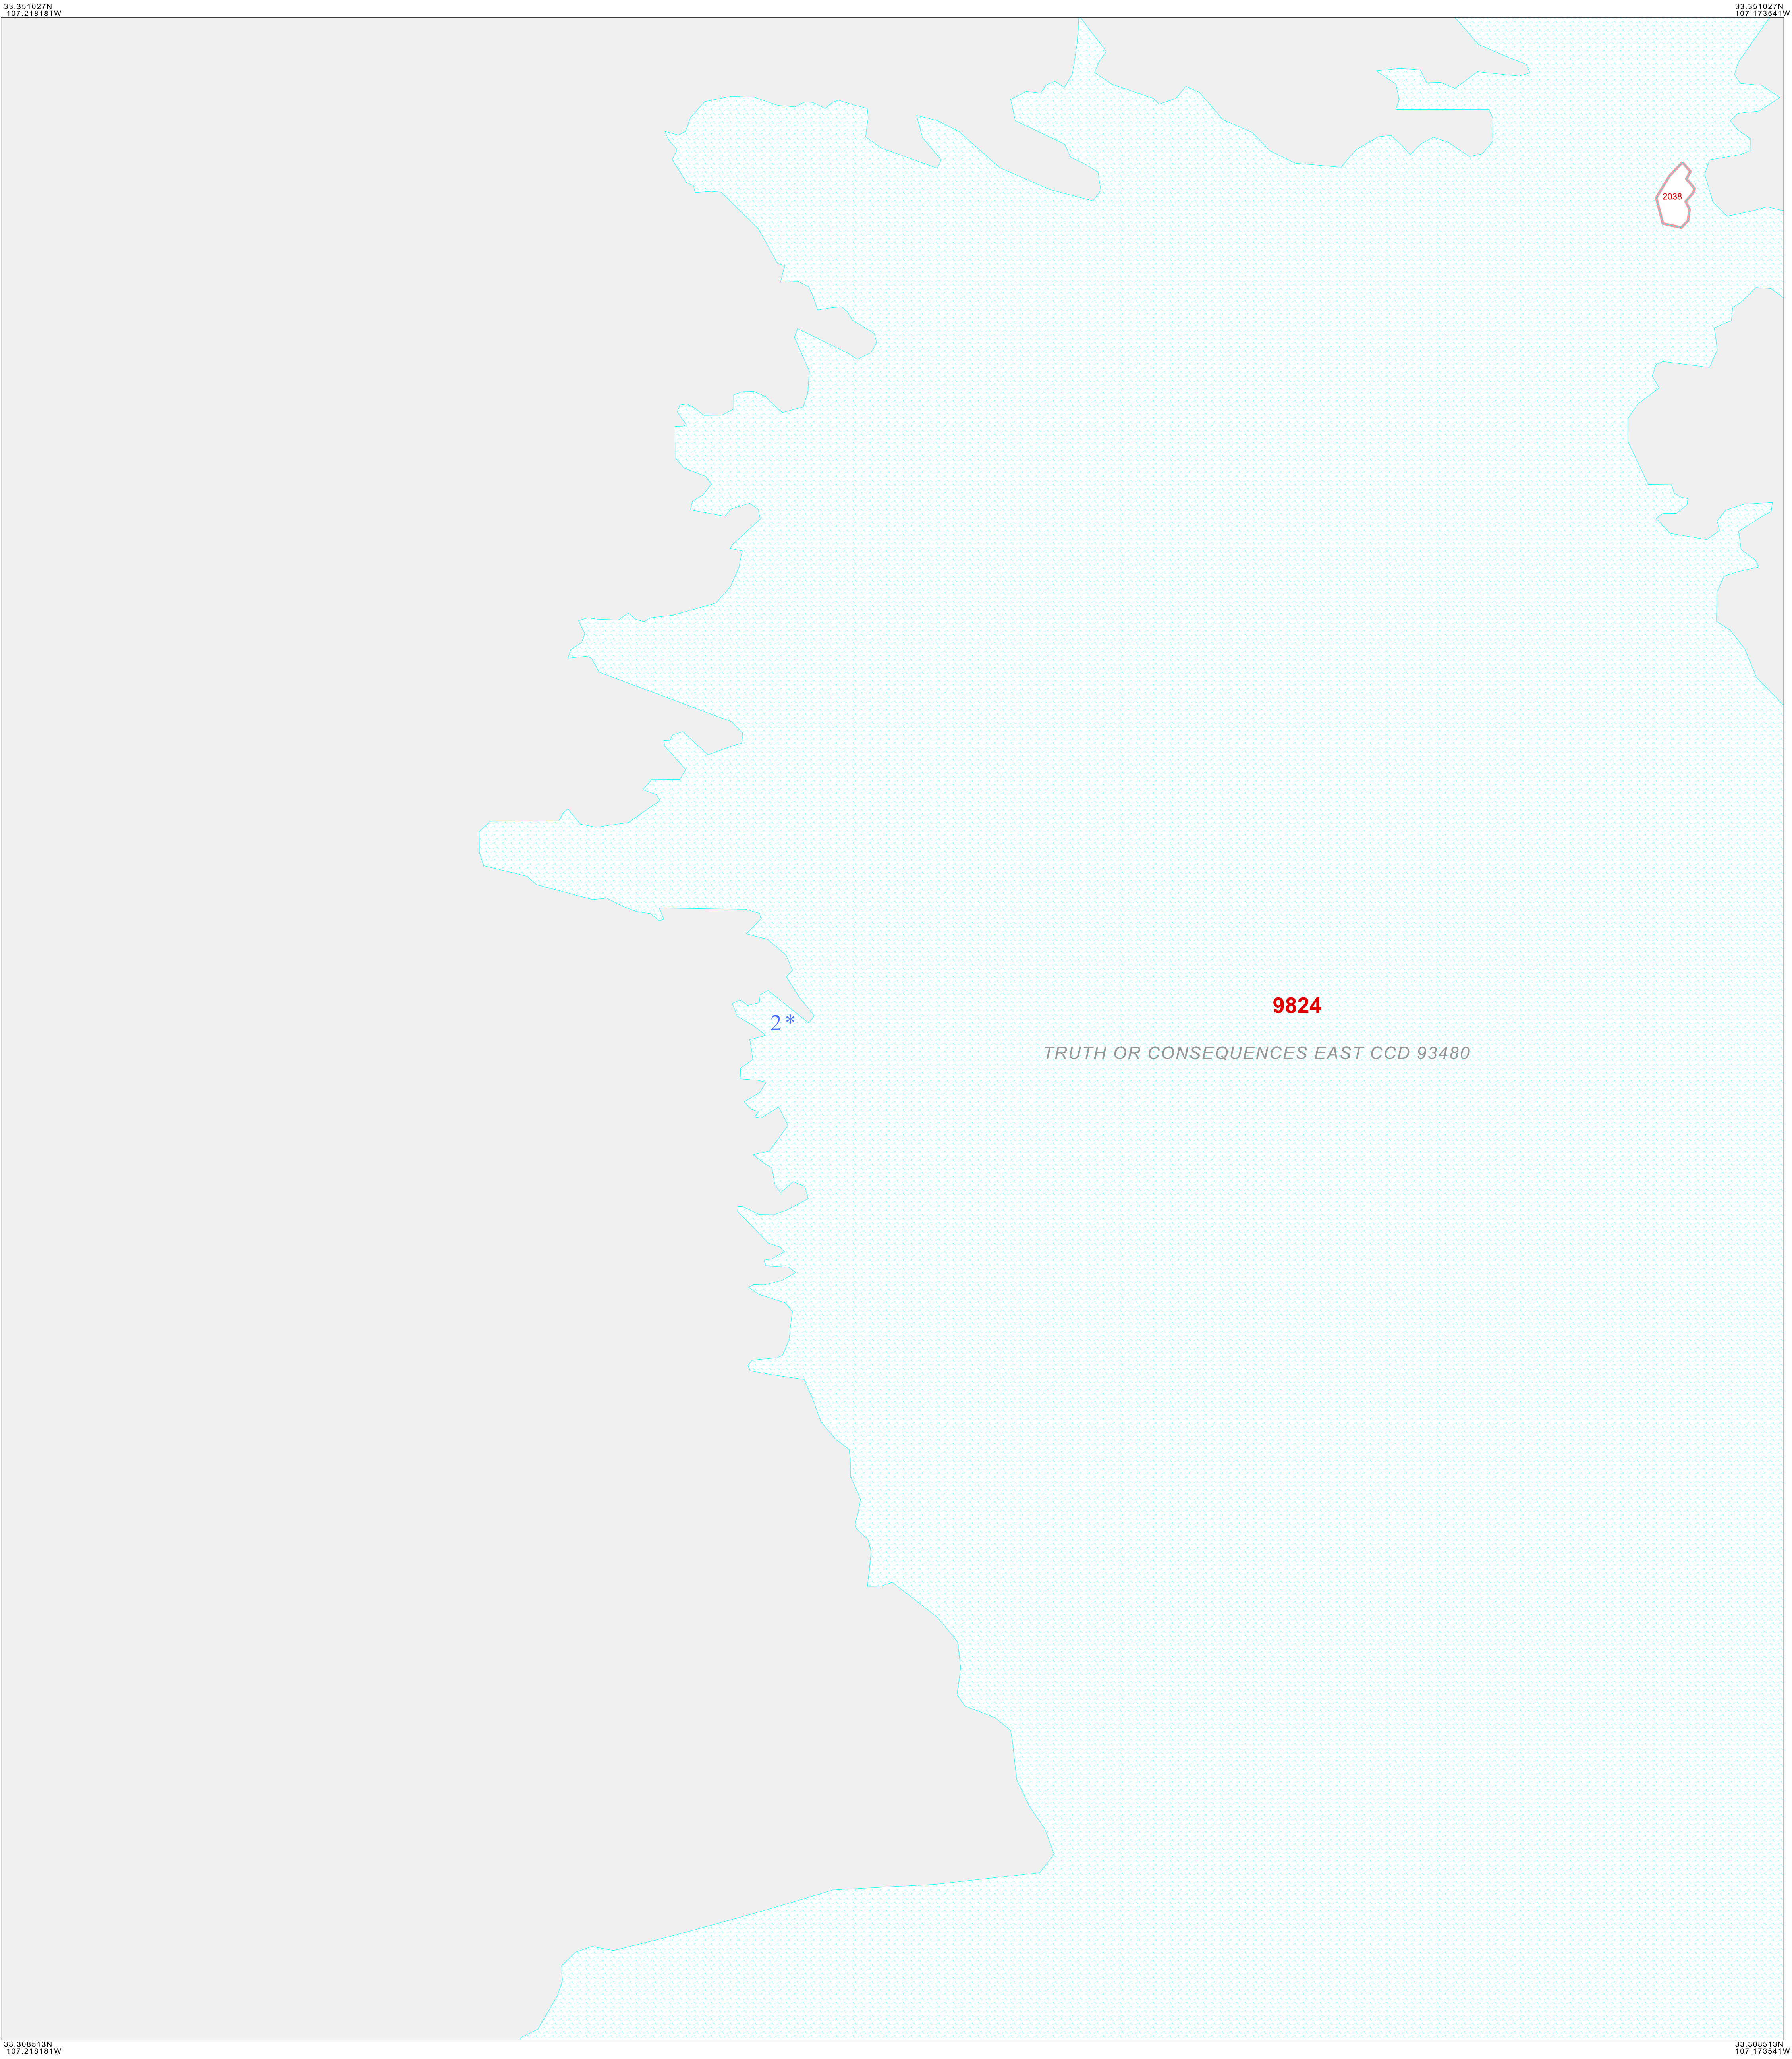 33.351027N
107.218181W
33.351027N
107.173541W
2038
9824
2*
TRUTH OR CONSEQUENCES EAST CCD 93480
33.308513N
107.218181W
33.308513N
107.173541W